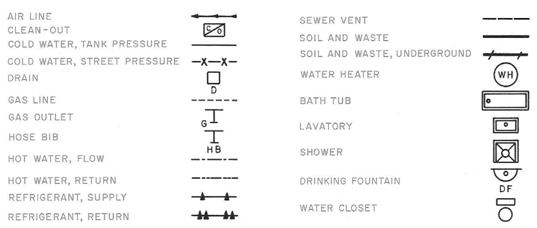 AIR LINE
CLEAN-OUT C/O
COLD WATER, TANK PRESSURE
COLD WATER, STREET PRESSURE X X
DRAIN
D
GAS LINE
GAS OUTLET G
HOSE BIB
HB
HOT WATER, FLOW
HOT WATER, RETURN
REFRIGERANT, SUPPLY
REFRIGERANT, RETURN
SEWER VENT
SOIL AND WASTE
SOIL AND WASTE, UNDERGROUND
WATER HEATER WH
BATH TUB
LAVATORY
SHOWER
DRINKING FOUNTAIN
DF
WATER CLOSET